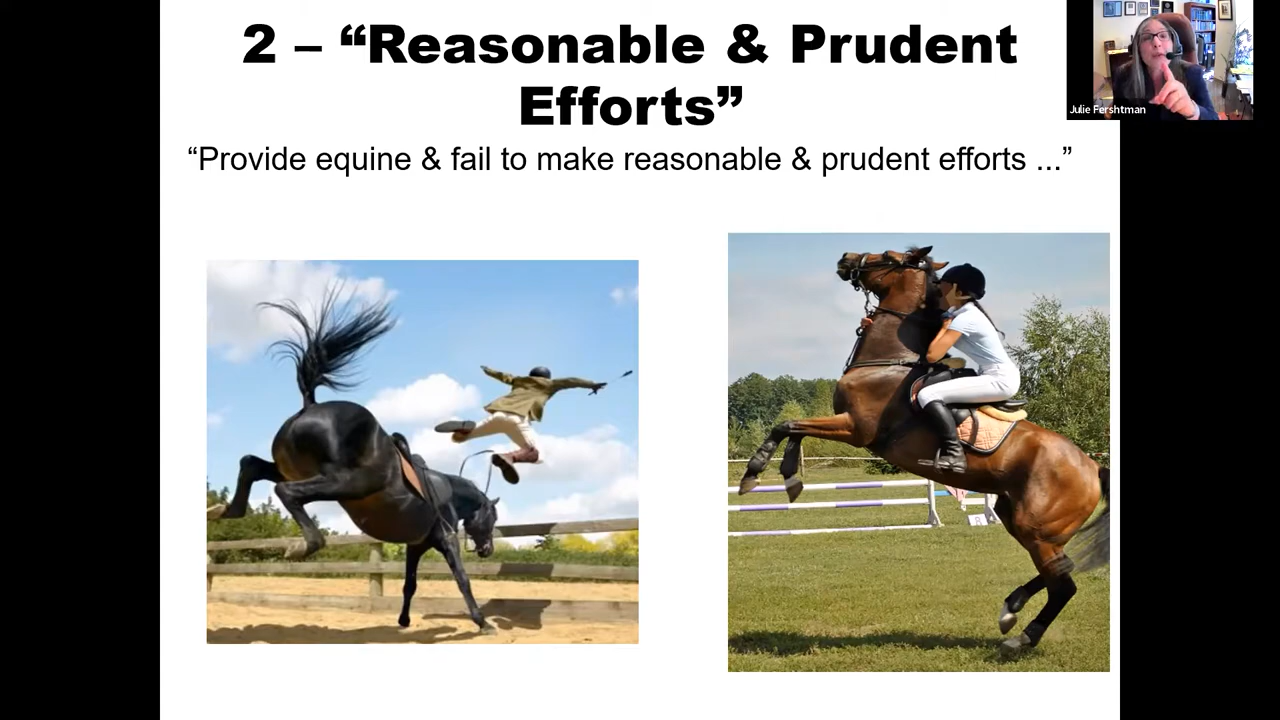 2 – “Reasonable & Prudent
Efforts”
“Provide equine & fail to make reasonable & prudent efforts ...”
Julie Fershtman